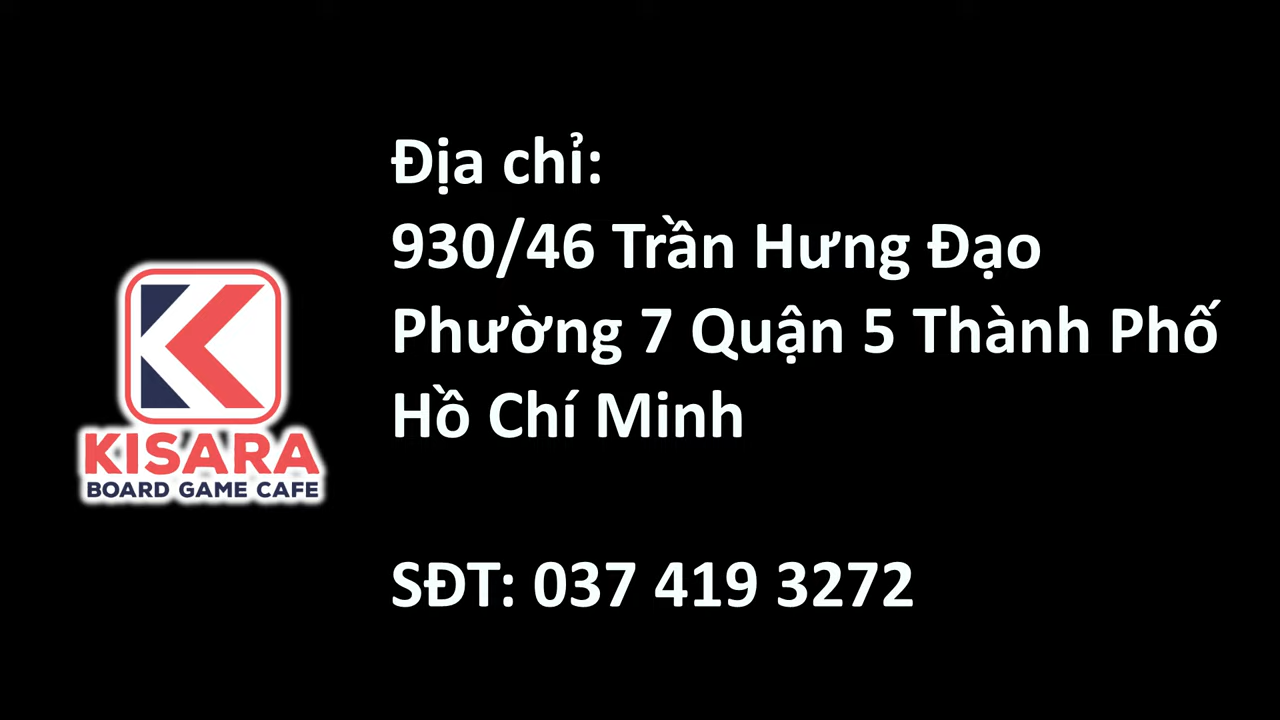 Địa chỉ:
930/46 Trần Hưng Đạo
Phường 7 Quận 5 Thành Phố
Hồ Chí Minh
KISARA
BOARD GAME CAFE
SĐT: 037 419 3272